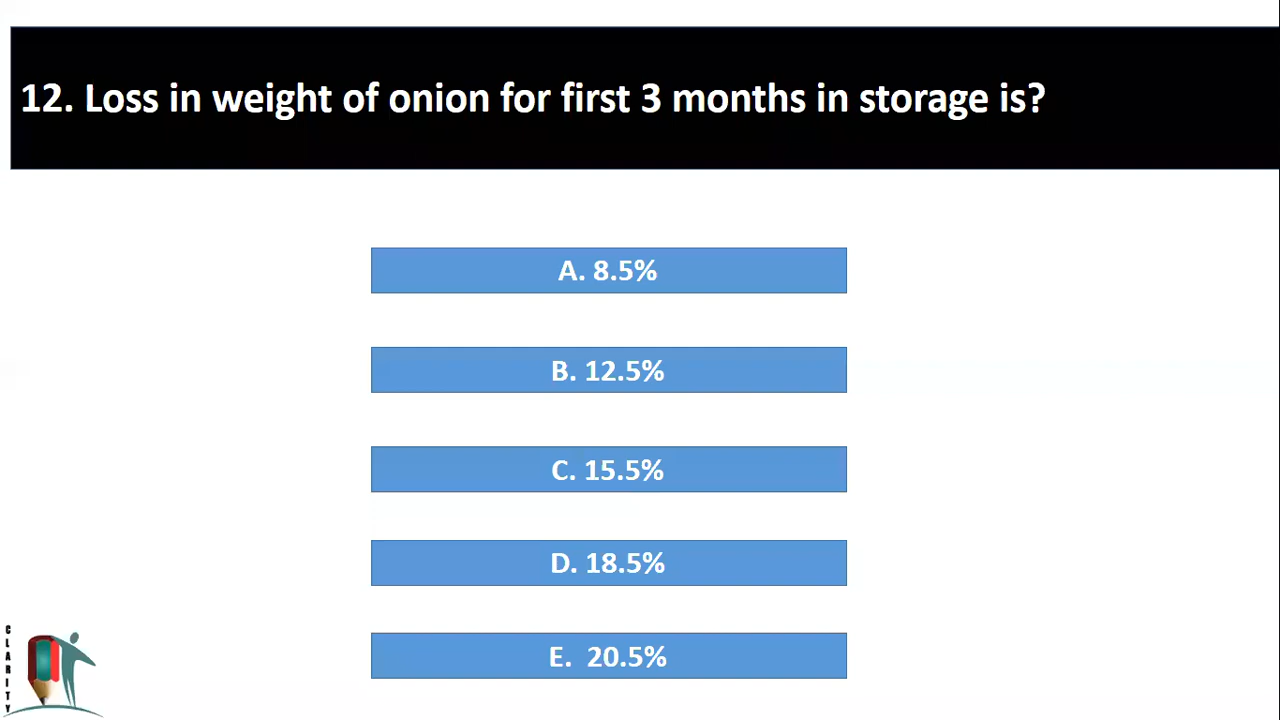 12. Loss in weight of onion for first 3 months in storage is?
A. 8.5%
B. 12.5%
C. 15.5%
D. 18.5%
E. 20.5%
CLARITY